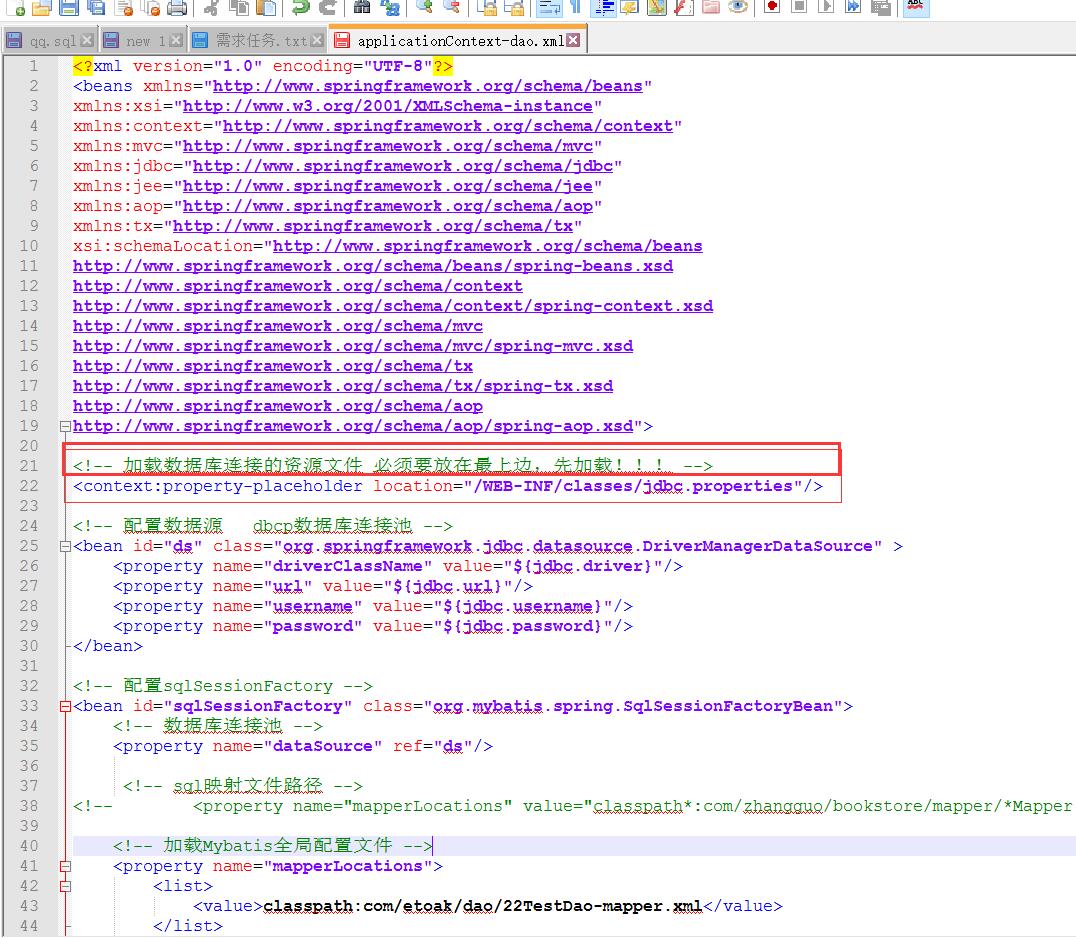 ABC
qq.sql new 1 需求任务.txt applicationContext-dao.xml
1 <?xml version="1.0" encoding="UTF-8"?>
2 <beans xmlns="http://www.springframework.org/schema/beans"
3 xmlns:xsi="http://www.w3.org/2001/XMLSchema-instance"
4 xmlns:context="http://www.springframework.org/schema/context"
5 xmlns:mvc="http://www.springframework.org/schema/mvc"
6 xmlns:jdbc="http://www.springframework.org/schema/jdbc"
7 xmlns:jee="http://www.springframework.org/schema/jee"
8 xmlns:aop="http://www.springframework.org/schema/aop"
9 xmlns:tx="http://www.springframework.org/schema/tx"
10 xsi:schemaLocation="http://www.springframework.org/schema/beans
11 http://www.springframework.org/schema/beans/spring-beans.xsd
12 http://www.springframework.org/schema/context
13 http://www.springframework.org/schema/context/spring-context.xsd
14 http://www.springframework.org/schema/mvc
15 http://www.springframework.org/schema/mvc/spring-mvc.xsd
16 http://www.springframework.org/schema/tx
17 http://www.springframework.org/schema/tx/spring-tx.xsd
18 http://www.springframework.org/schema/aop
19 http://www.springframework.org/schema/aop/spring-aop.xsd">
20
21 <!-- 加载数据库连接的资源文件 必须要放在最上边，先加载！！！ -->
22 <context:property-placeholder location="/WEB-INF/classes/jdbc.properties"/>
23
24 <!-- 配置数据源   dbcp数据库连接池 -->
25 <bean id="ds" class="org.springframework.jdbc.datasource.DriverManagerDataSource" >
26 <property name="driverClassName" value="${jdbc.driver}"/>
27 <property name="url" value="${jdbc.url}"/>
28 <property name="username" value="${jdbc.username}"/>
29 <property name="password" value="${jdbc.password}"/>
30 </bean>
31
32 <!-- 配置sqlSessionFactory -->
33 <bean id="sqlSessionFactory" class="org.mybatis.spring.SqlSessionFactoryBean">
34 <!-- 数据库连接池 -->
35 <property name="dataSource" ref="ds"/>
36
37 <!-- sql映射文件路径 -->
38 <!-- <property name="mapperLocations" value="classpath*:com/zhangguo/bookstore/mapper/*Mapper
39
40 <!-- 加载Mybatis全局配置文件 -->
41 <property name="mapperLocations">
42 <list>
43 <value>classpath:com/etoak/dao/22TestDao-mapper.xml</value>
44 </list>